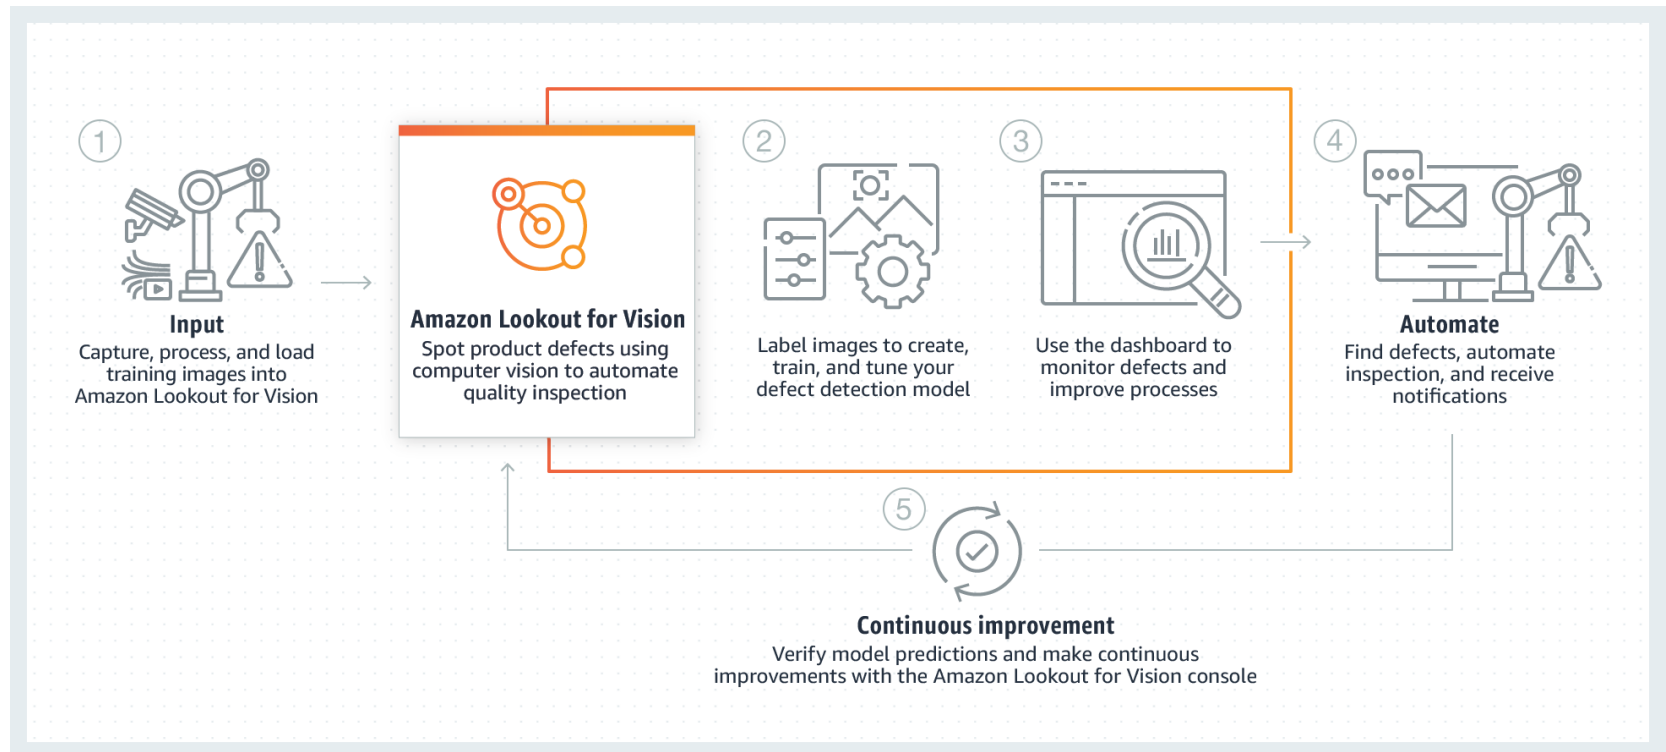 1
Input
Capture, process, and load
training images into
Amazon Lookout for Vision
Amazon Lookout for Vision
Spot product defects using
computer vision to automate
quality inspection
2
Label images to create,
train, and tune your
defect detection model
3
Use the dashboard to
monitor defects and
improve processes
4
Automate
Find defects, automate
inspection, and receive
notifications
5
Continuous improvement
Verify model predictions and make continuous
improvements with the Amazon Lookout for Vision console